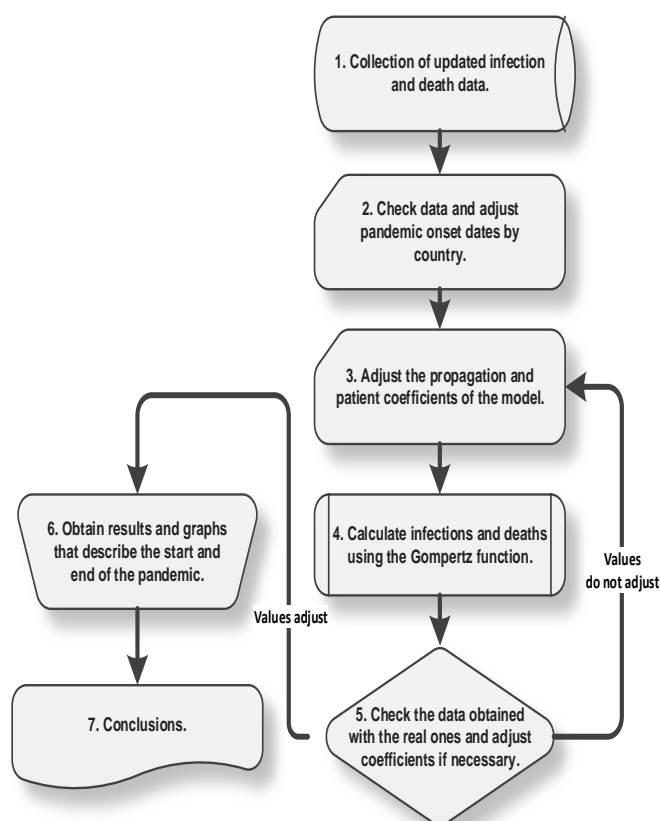 1. Collection of updated infection
and death data.
2. Check data and adjust
pandemic onset dates by
country.
3. Adjust the propagation and
patient coefficients of the model.
4. Calculate infections and deaths
using the Gompertz function.
Values
do not adjust
5. Check the data obtained
with the real ones and adjust
coefficients if necessary.
Values adjust
6. Obtain results and graphs
that describe the start and
end of the pandemic.
7. Conclusions.